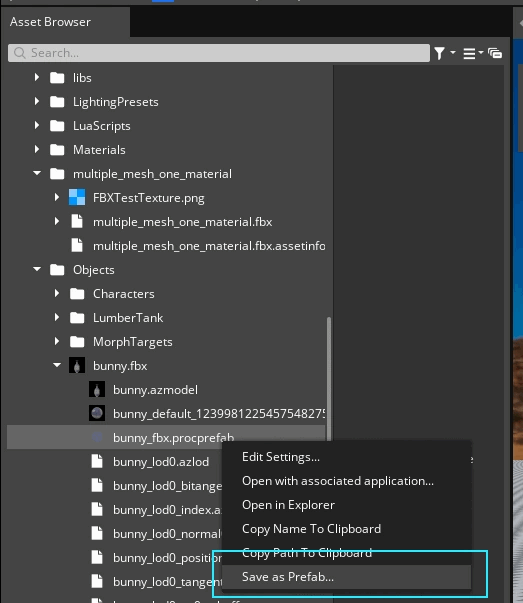 Asset Browser
Search...
libs
LightingPresets
LuaScripts
Materials
multiple_mesh_one_material
FBXTestTexture.png
multiple_mesh_one_material.fbx
multiple_mesh_one_material.fbx.assetinfo
Objects
Characters
LumberTank
MorphTargets
bunny.fbx
bunny.azmodel
bunny_default_1239981225457548275
bunny_fbx.procprefab
bunny_lod0.azlod
bunny_lod0_bitange
bunny_lod0_index.a
bunny_lod0_normal
bunny_lod0_position
bunny_lod0_tangent
Edit Settings...
Open with associated application...
Open in Explorer
Copy Name To Clipboard
Copy Path To Clipboard
Save as Prefab...